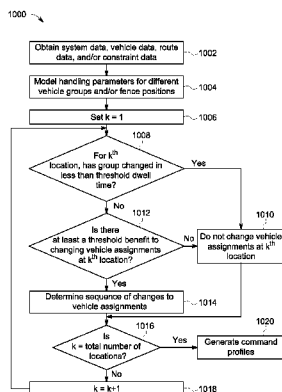 1000
Obtain system data, vehicle data, route
data, and/or constraint data
1002
Model handling parameters for different
vehicle groups and/or fence positions
1004
Set k = 1
1006
1008
For kth
location, has group changed in
less than threshold dwell
time?
Yes
No
1010
Do not change vehicle
assignments at kth
location
1012
Is there
at least a threshold benefit to
changing vehicle assignments
at kth location?
No
Yes
Determine sequence of changes to
vehicle assignments
1014
1016
Is
k = total number of
locations?
Yes
1020
Generate command
profiles
No
k = k+1
1018